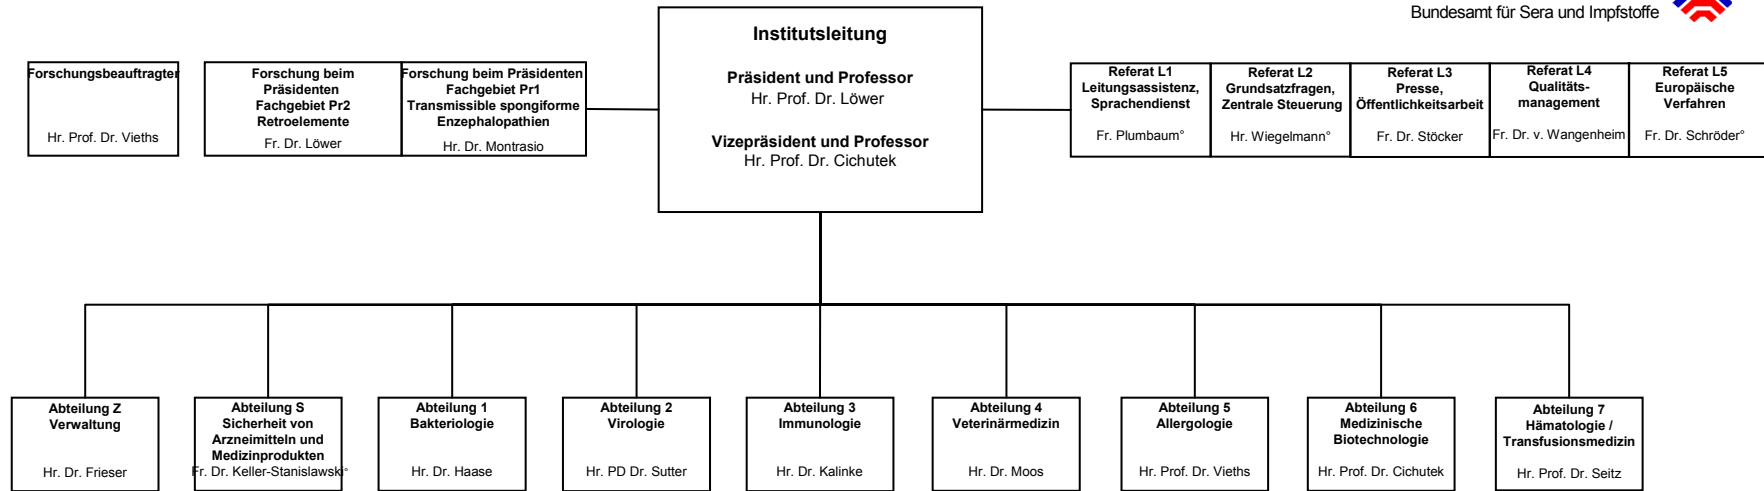 Bundesamt für Sera und Impfstoffe
Institutsleitung
Präsident und Professor
Hr. Prof. Dr. Löwer
Vizepräsident und Professor
Hr. Prof. Dr. Cichutek
Forschungsbeauftragter
Hr. Prof. Dr. Vieths
Forschung beim
Präsidenten
Fachgebiet Pr2
Retroelemente
Fr. Dr. Löwer
Forschung beim Präsidenten
Fachgebiet Pr1
Transmissible spongiforme
Enzephalopathien
Hr. Dr. Montrasio
Referat L1
Leitungsassistenz,
Sprachendienst
Fr. Plumbaum°
Referat L2
Grundsatzfragen,
Zentrale Steuerung
Hr. Wiegelmann°
Referat L3
Presse,
Öffentlichkeitsarbeit
Fr. Dr. Stöcker
Referat L4
Qualitäts-
management
Fr. Dr. v. Wangenheim
Referat L5
Europäische
Verfahren
Fr. Dr. Schröder°
Abteilung Z
Verwaltung
Hr. Dr. Frieser
Abteilung S
Sicherheit von
Arzneimitteln und
Medizinprodukten
Fr. Dr. Keller-Stanislawski°
Abteilung 1
Bakteriologie
Hr. Dr. Haase
Abteilung 2
Virologie
Hr. PD Dr. Sutter
Abteilung 3
Immunologie
Hr. Dr. Kalinke
Abteilung 4
Veterinärmedizin
Hr. Dr. Moos
Abteilung 5
Allergologie
Hr. Prof. Dr. Vieths
Abteilung 6
Medizinische
Biotechnologie
Hr. Prof. Dr. Cichutek
Abteilung 7
Hämatologie /
Transfusionsmedizin
Hr. Prof. Dr. Seitz